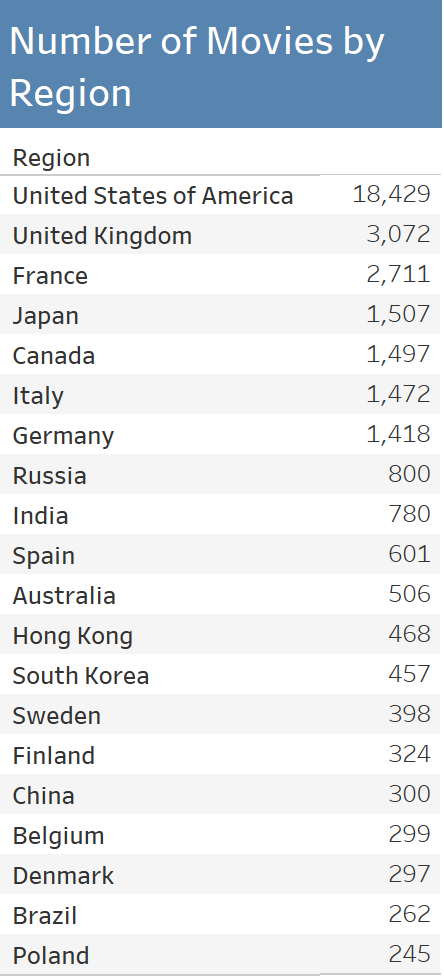 Number of Movies by
Region
Region
United States of America 18,429
United Kingdom 3,072
France 2,711
Japan 1,507
Canada 1,497
Italy 1,472
Germany 1,418
Russia 800
India 780
Spain 601
Australia 506
Hong Kong 468
South Korea 457
Sweden 398
Finland 324
China 300
Belgium 299
Denmark 297
Brazil 262
Poland 245